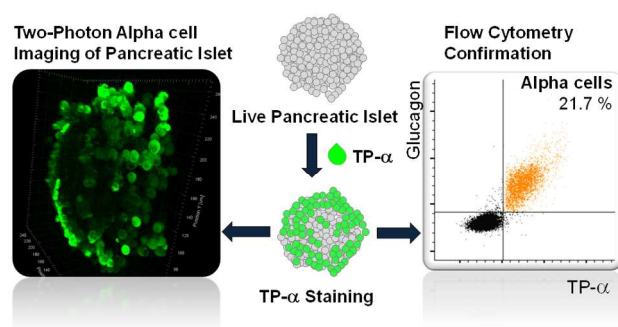 Two-Photon Alpha cell
Imaging of Pancreatic Islet
Live Pancreatic Islet
TP-α
TP-α Staining
Flow Cytometry
Confirmation
Alpha cells
21.7 %
Glucagon
TP-α